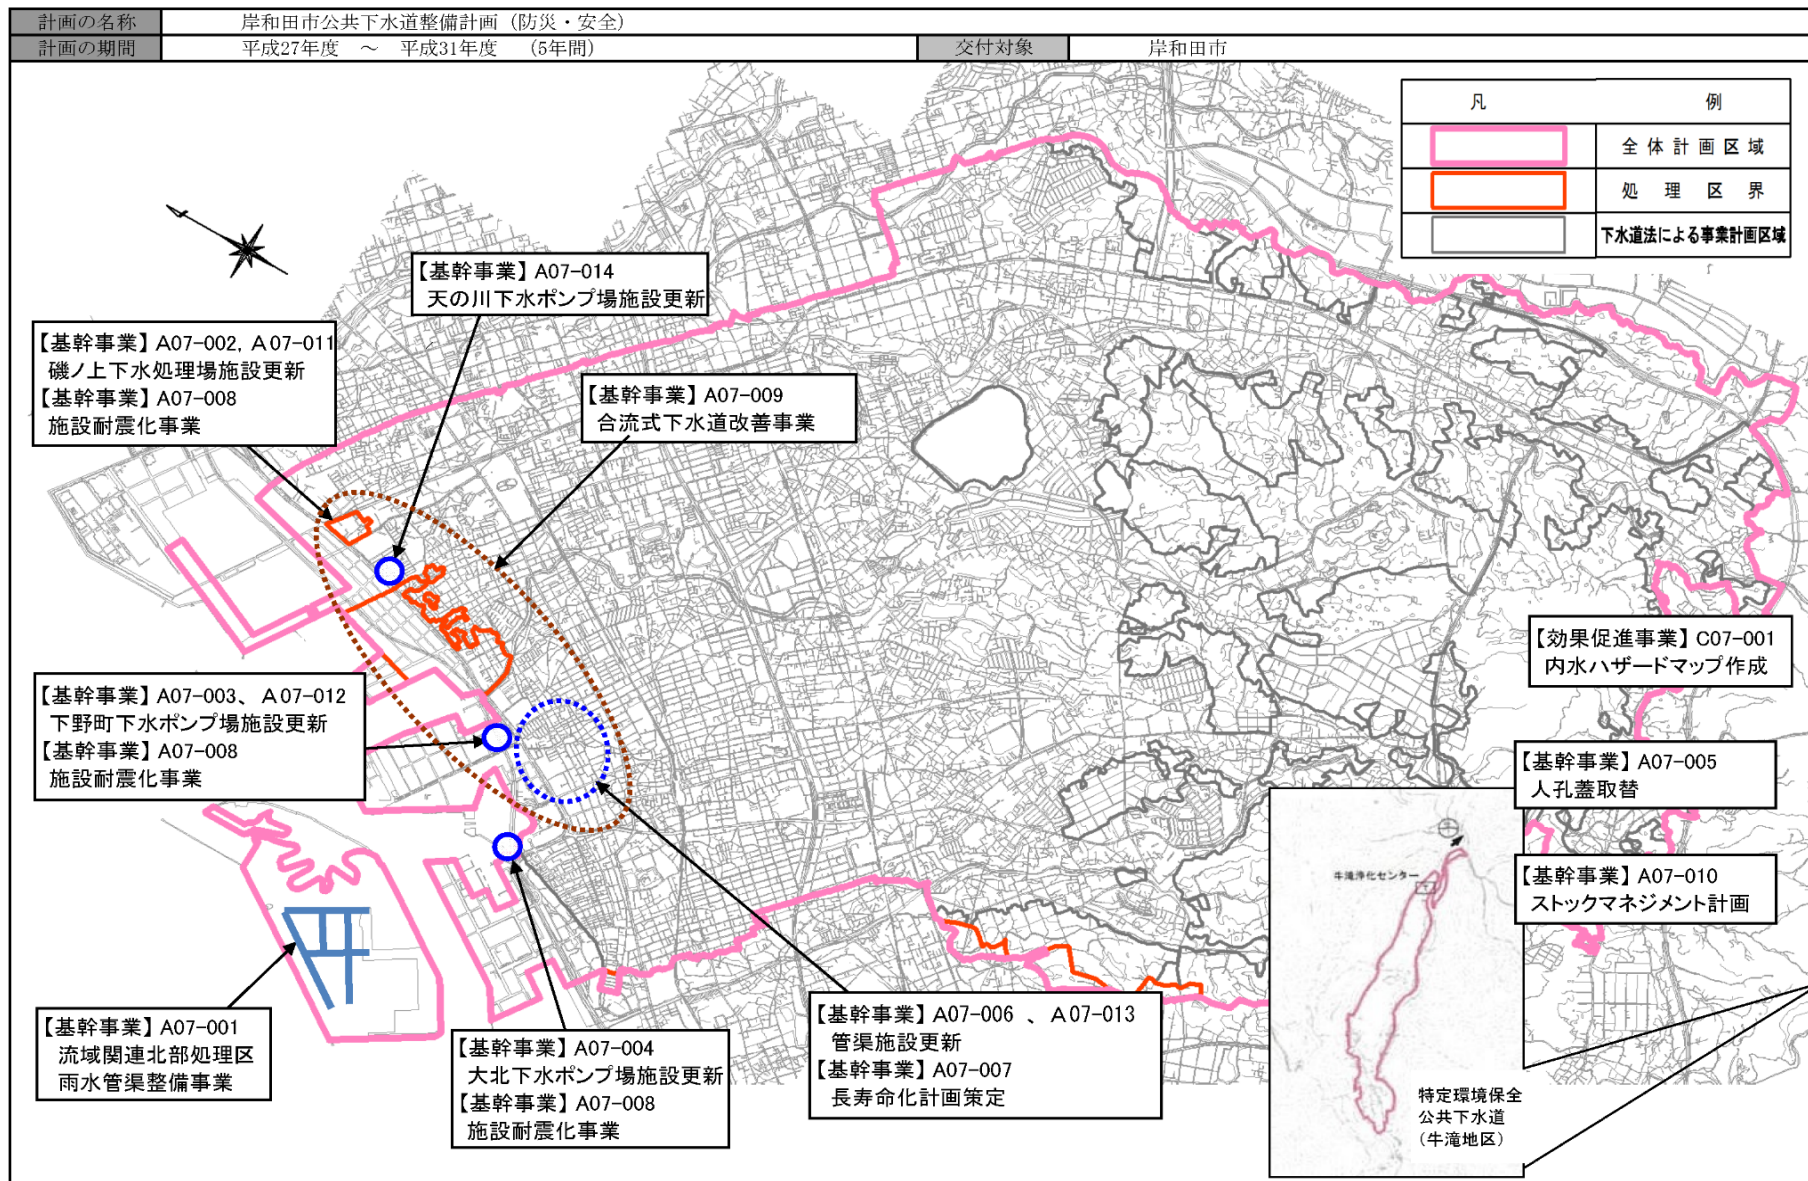 計画の名称 岸和田市公共下水道整備計画（防災・安全）
計画の期間 平成27年度 ～ 平成31年度 （5年間） 交付対象 岸和田市
凡 例
全体計画区域
処理区界
下水道法による事業計画区域
【基幹事業】A07-014
天の川下水ポンプ場施設更新
【基幹事業】A07-002, A07-011
磯ノ上下水処理場施設更新
【基幹事業】A07-008
施設耐震化事業
【基幹事業】A07-009
合流式下水道改善事業
【効果促進事業】C07-001
内水ハザードマップ作成
【基幹事業】A07-003、A07-012
下野町下水ポンプ場施設更新
【基幹事業】A07-008
施設耐震化事業
【基幹事業】A07-005
人孔蓋取替
牛滝浄化センター
【基幹事業】A07-010
ストックマネジメント計画
【基幹事業】A07-001
流域関連北部処理区
雨水管渠整備事業
【基幹事業】A07-004
大北下水ポンプ場施設更新
【基幹事業】A07-008
施設耐震化事業
【基幹事業】A07-006 、A07-013
管渠施設更新
【基幹事業】A07-007
長寿命化計画策定
特定環境保全
公共下水道
（牛滝地区）